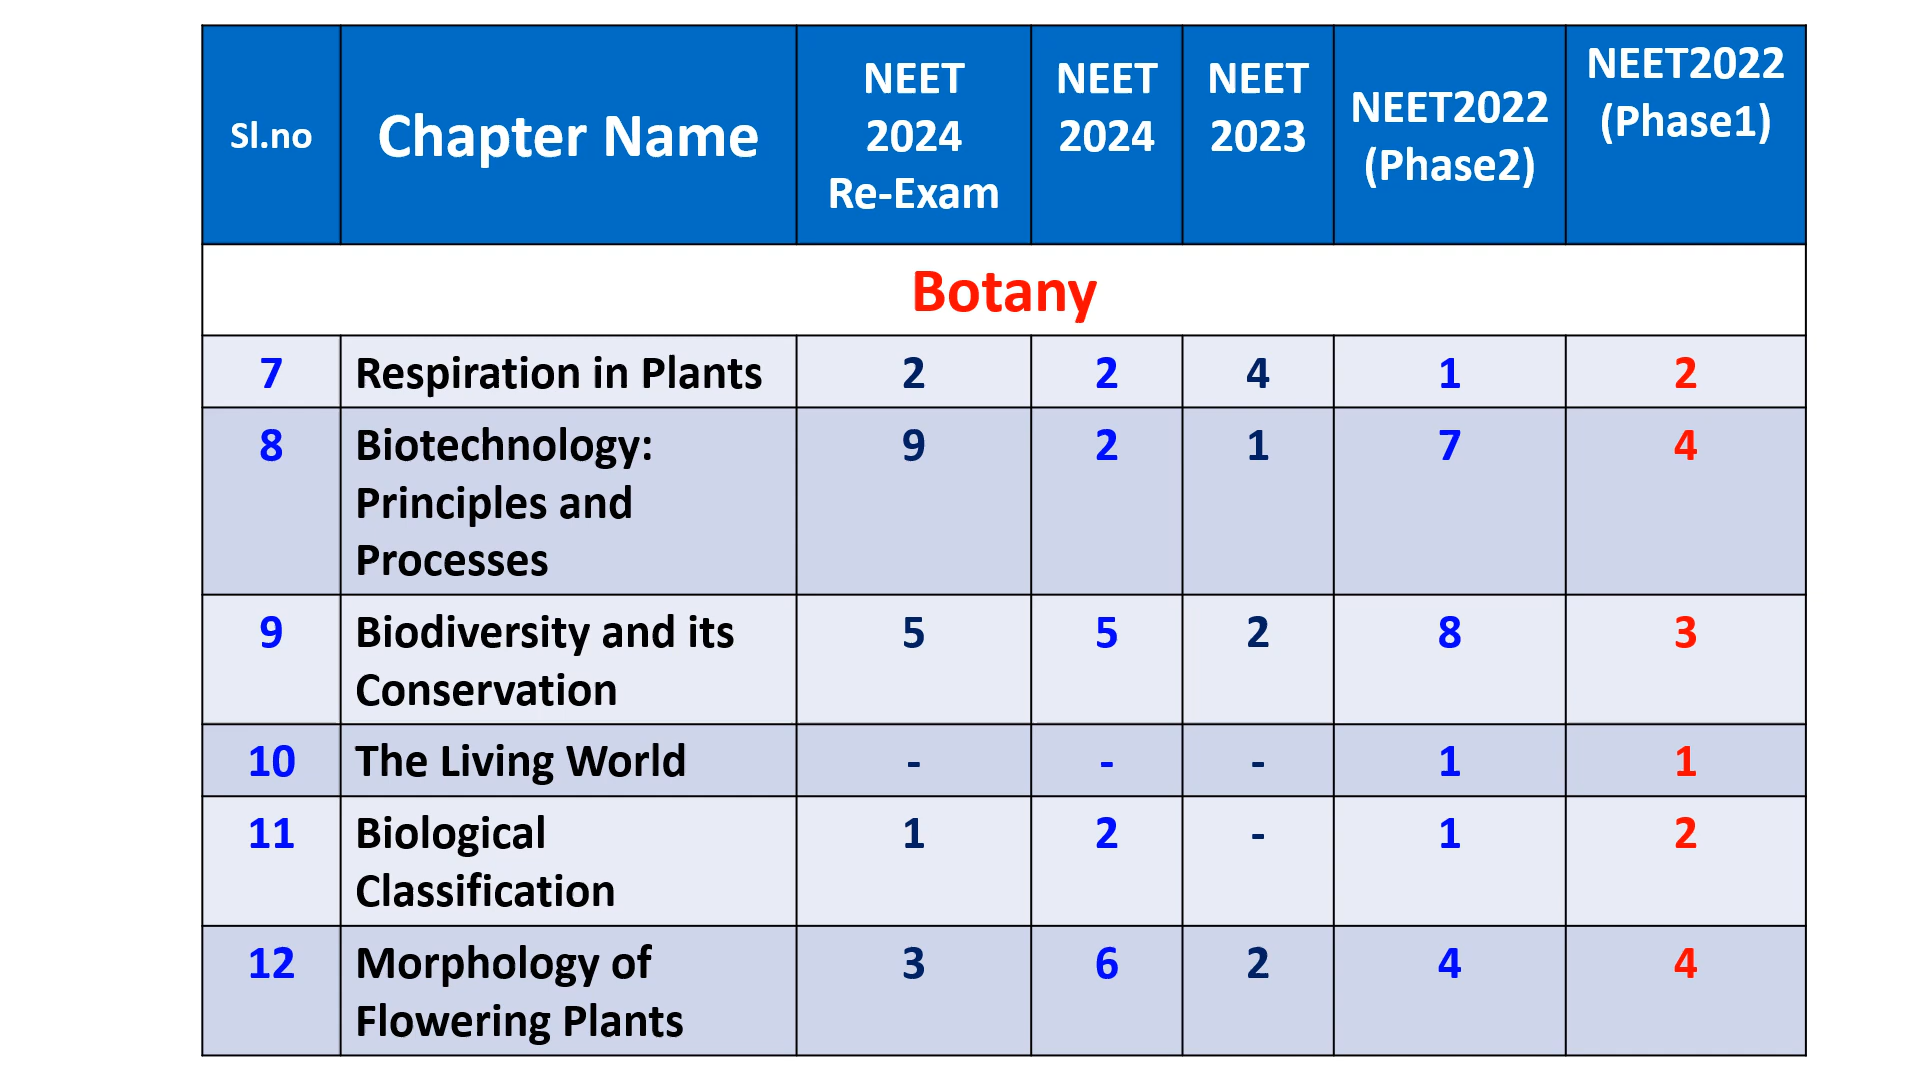 Sl.no
Chapter Name
NEET
2024
Re-Exam
NEET
2024
NEET
2023
NEET2022
(Phase2)
NEET2022
(Phase1)
Botany
7 Respiration in Plants 2 2 4 1 2
8 Biotechnology: 9 2 1 7 4
Principles and
Processes
9 Biodiversity and its 5 5 2 8 3
Conservation
10 The Living World - - - 1 1
11 Biological 1 2 - 1 2
Classification
12 Morphology of 3 6 2 4 4
Flowering Plants